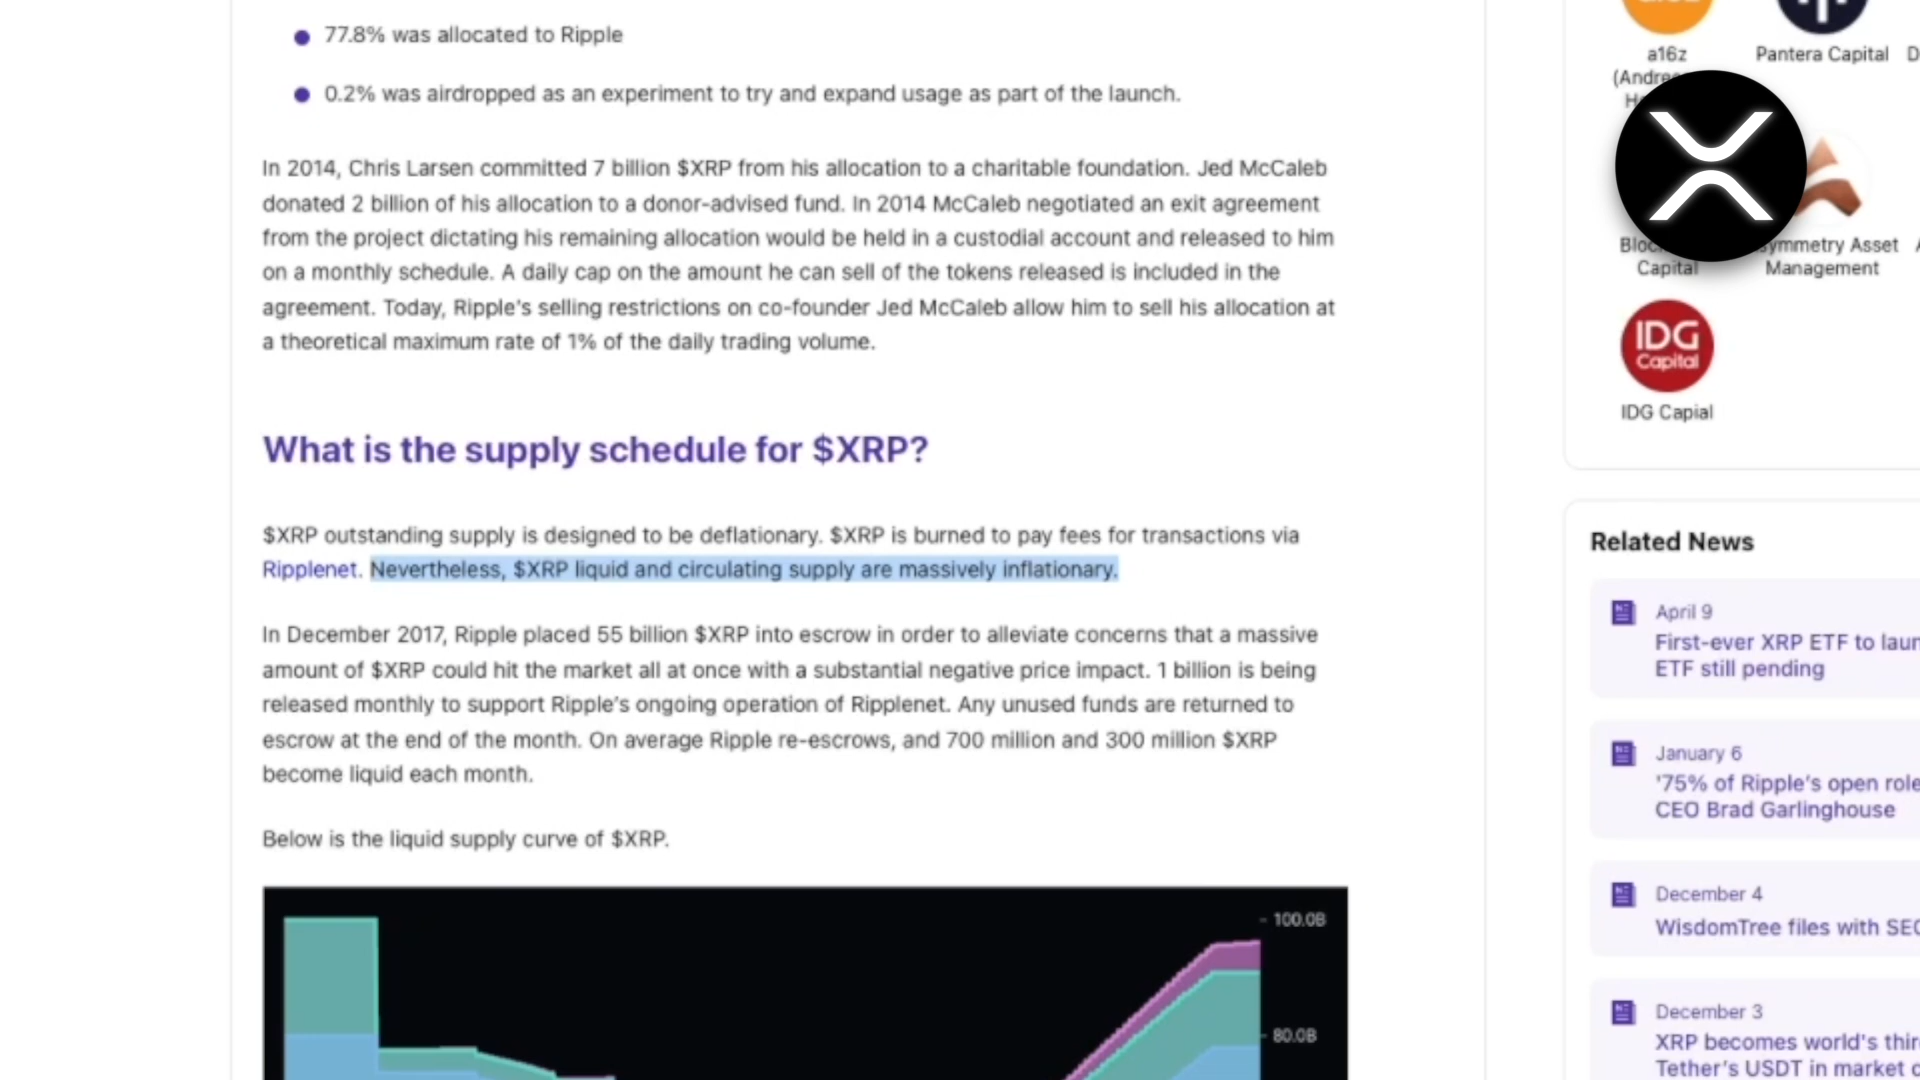 77.8% was allocated to Ripple
0.2% was airdropped as an experiment to try and expand usage as part of the launch.
In 2014, Chris Larsen committed 7 billion $XRP from his allocation to a charitable foundation. Jed McCaleb
donated 2 billion of his allocation to a donor-advised fund. In 2014 McCaleb negotiated an exit agreement
from the project dictating his remaining allocation would be held in a custodial account and released to him
on a monthly schedule. A daily cap on the amount he can sell of the tokens released is included in the
agreement. Today, Ripple's selling restrictions on co-founder Jed McCaleb allow him to sell his allocation at
a theoretical maximum rate of 1% of the daily trading volume.
What is the supply schedule for $XRP?
$XRP outstanding supply is designed to be deflationary. $XRP is burned to pay fees for transactions via
Ripplenet. Nevertheless, $XRP liquid and circulating supply are massively inflationary.
In December 2017, Ripple placed 55 billion $XRP into escrow in order to alleviate concerns that a massive
amount of $XRP could hit the market all at once with a substantial negative price impact. 1 billion is being
released monthly to support Ripple's ongoing operation of Ripplenet. Any unused funds are returned to
escrow at the end of the month. On average Ripple re-escrows, and 700 million and 300 million $XRP
become liquid each month.
Below is the liquid supply curve of $XRP.
100.0B
80.0B
a16z
Pantera Capital
Capital
Asset
Management
IDG
Capital
IDG Capial
Related News
April 9
First-ever XRP ETF to
ETF still pending
January 6
'75% of Ripple's open
CEO Brad Garlinghouse
December 4
WisdomTree files with
December 3
XRP becomes world's
Tether's USDT in market